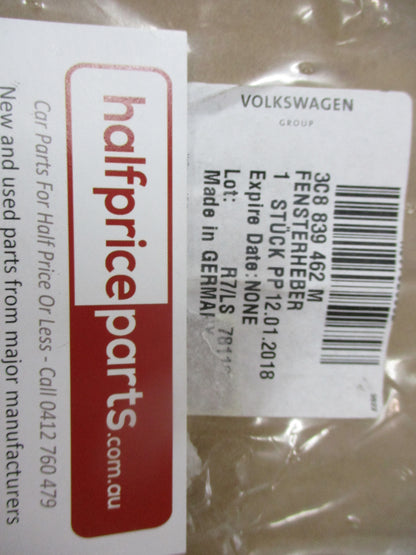 halfpriceparts.com.au
Car Parts For Half Price Or Less - Call 0412 760 479
New and used parts from major manufacturers
VOLKSWAGEN
GROUP
3C8 839 462 M
FENSTERHEBER
1 STÜCK PP12.01.2018
Expire Date: NONE
Lot: R7/LS
Made in